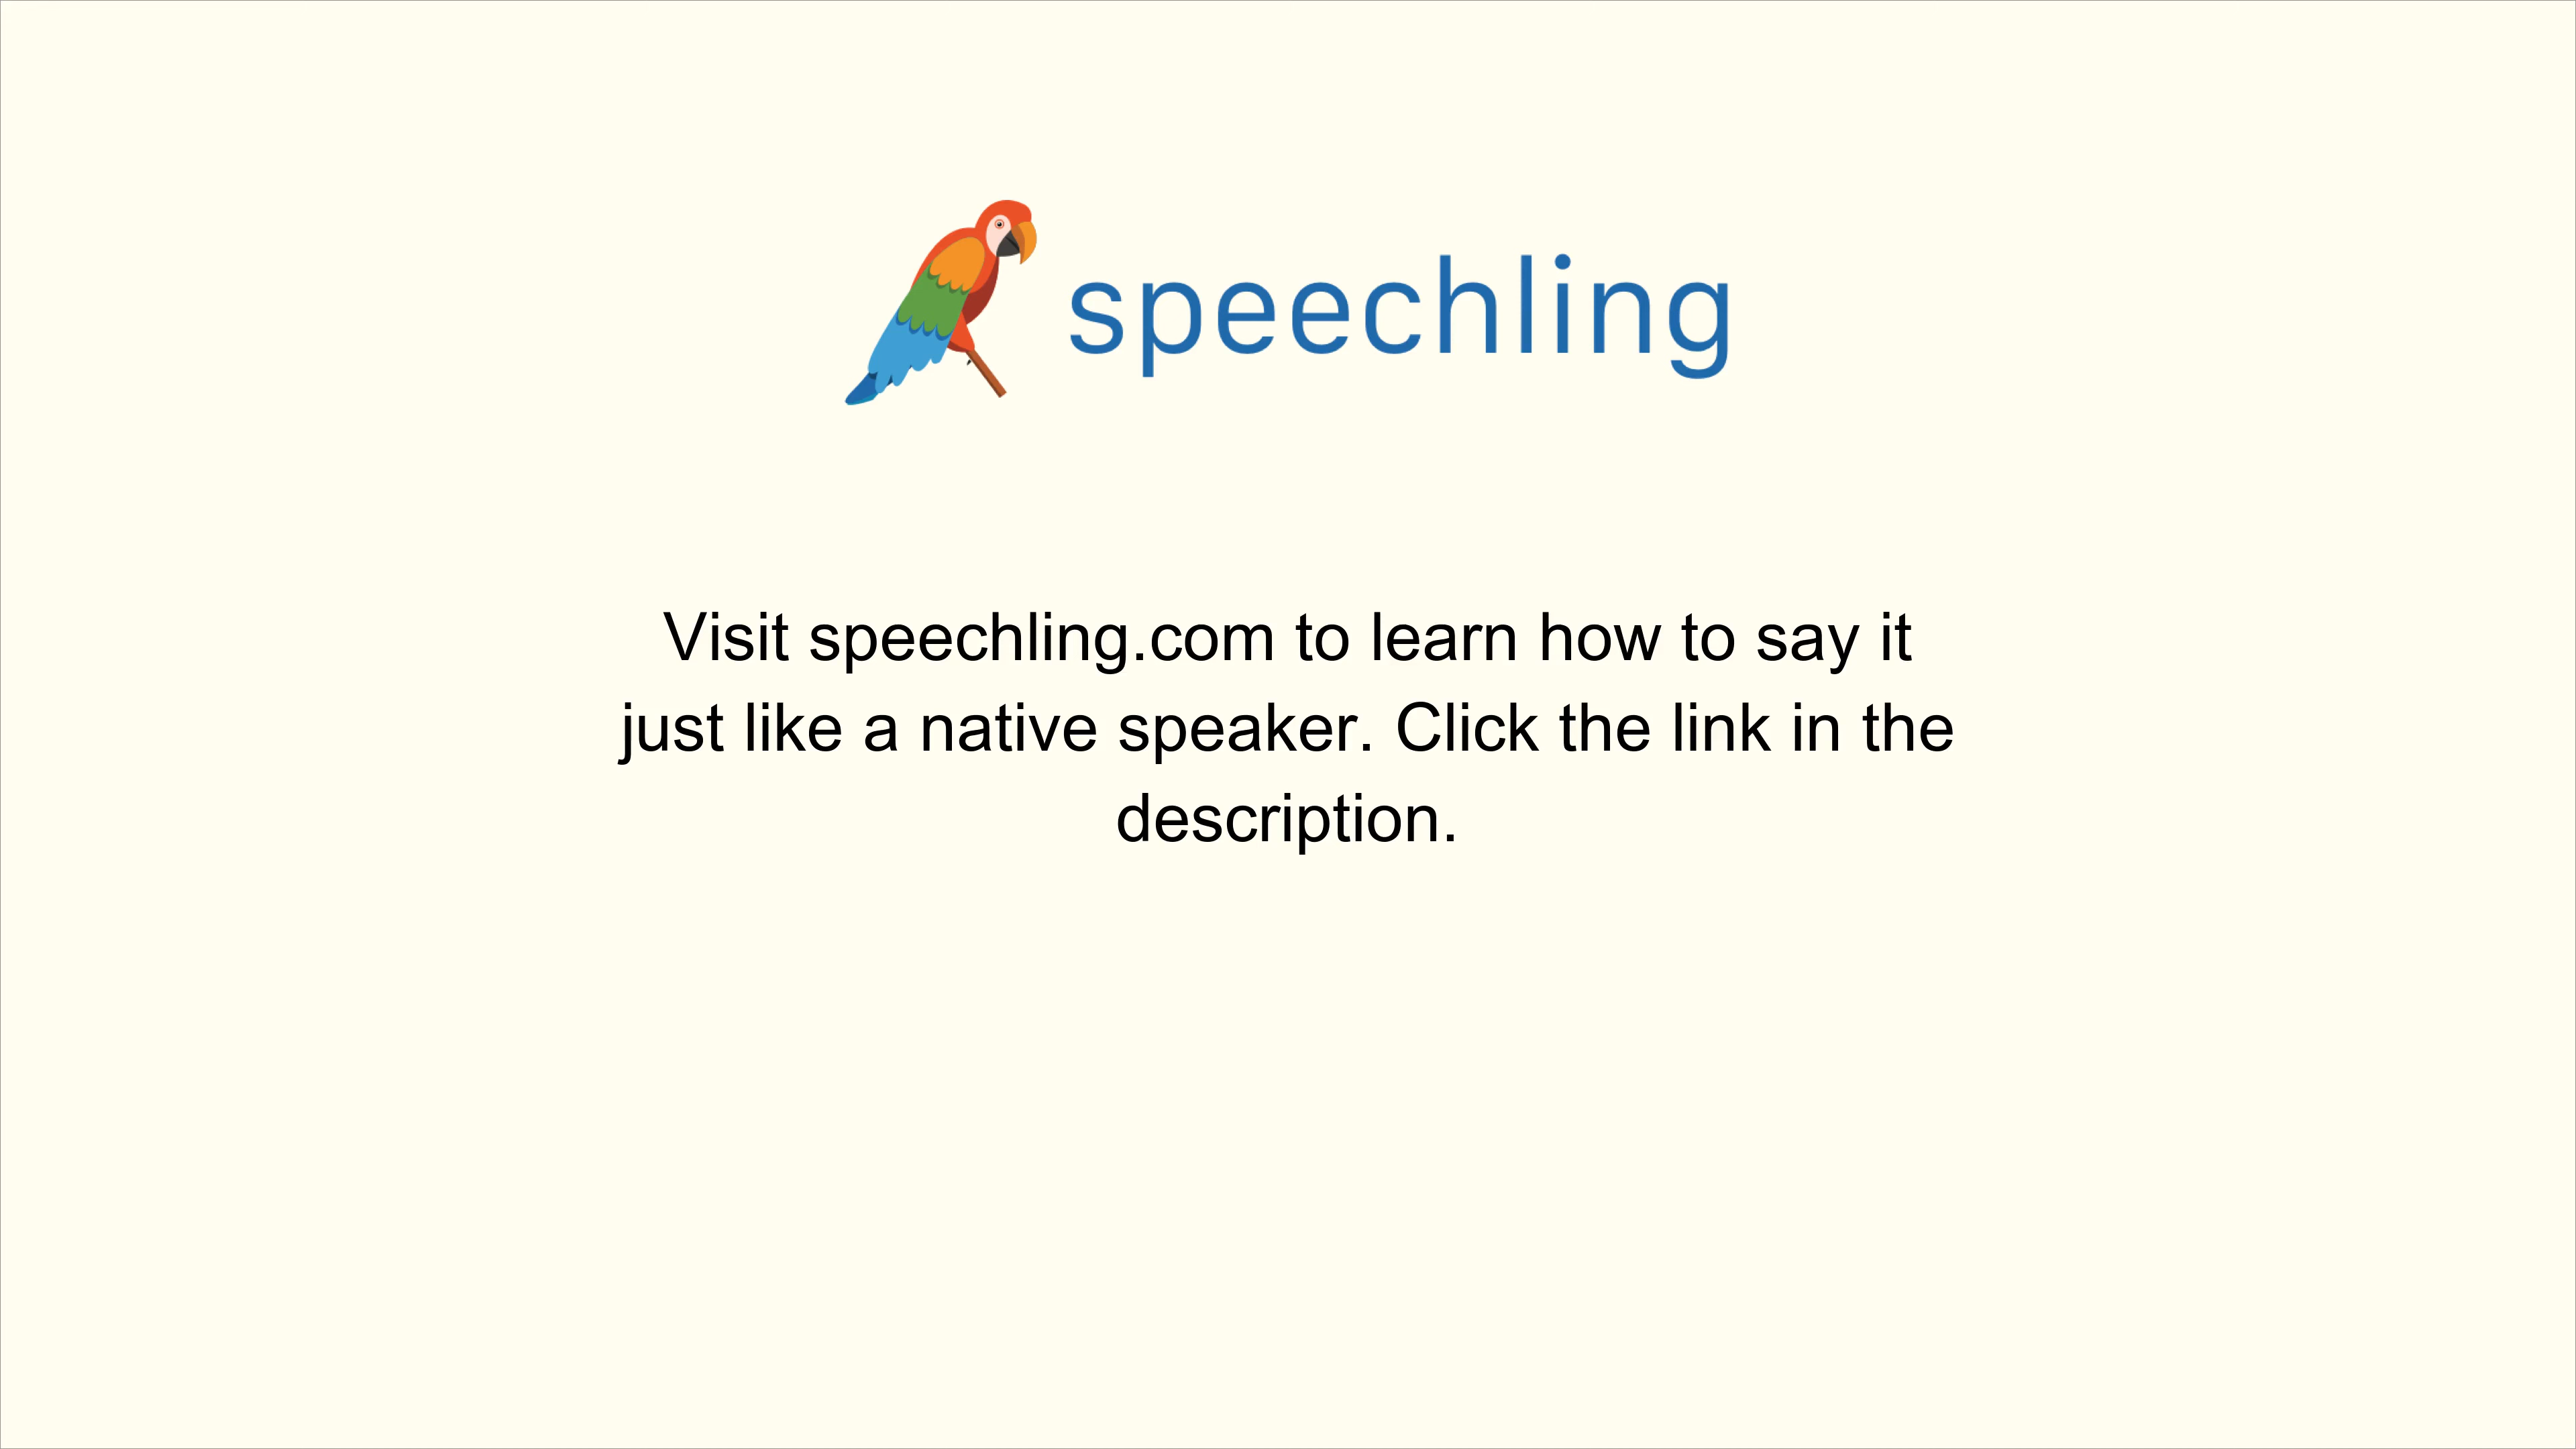 speechling
Visit speechling.com to learn how to say it
just like a native speaker. Click the link in the
description.